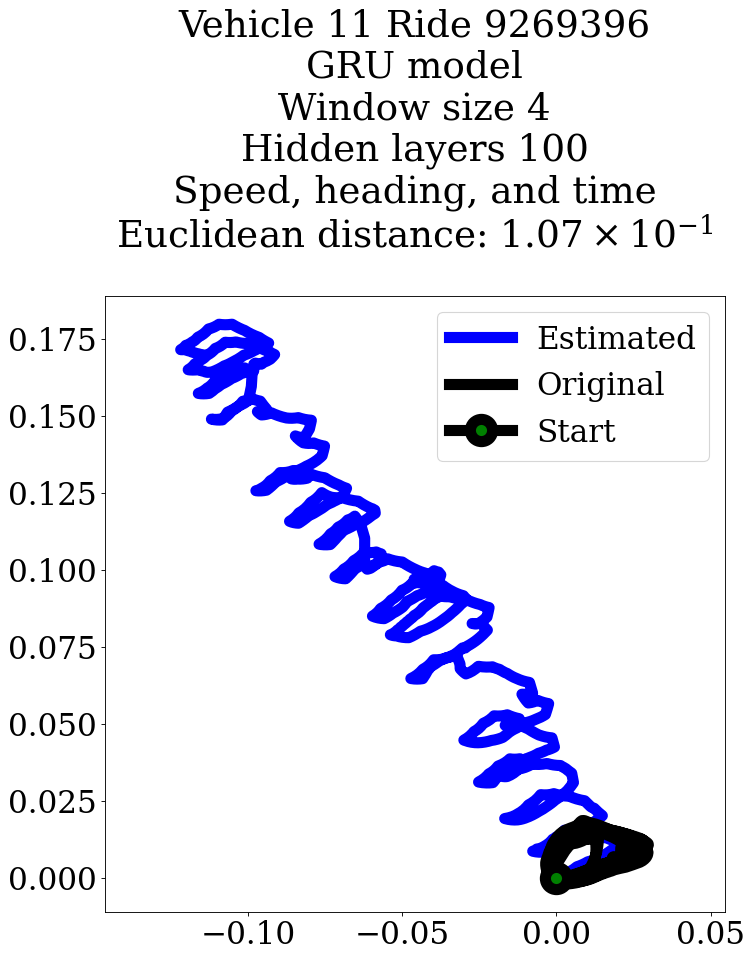 Vehicle 11 Ride 9269396
GRU model
Window size 4
Hidden layers 100
Speed, heading, and time
Euclidean distance: 1.07 × 10⁻¹
Estimated
Original
Start
0.175
0.150
0.125
0.100
0.075
0.050
0.025
0.000
−0.10 −0.05 0.00 0.05